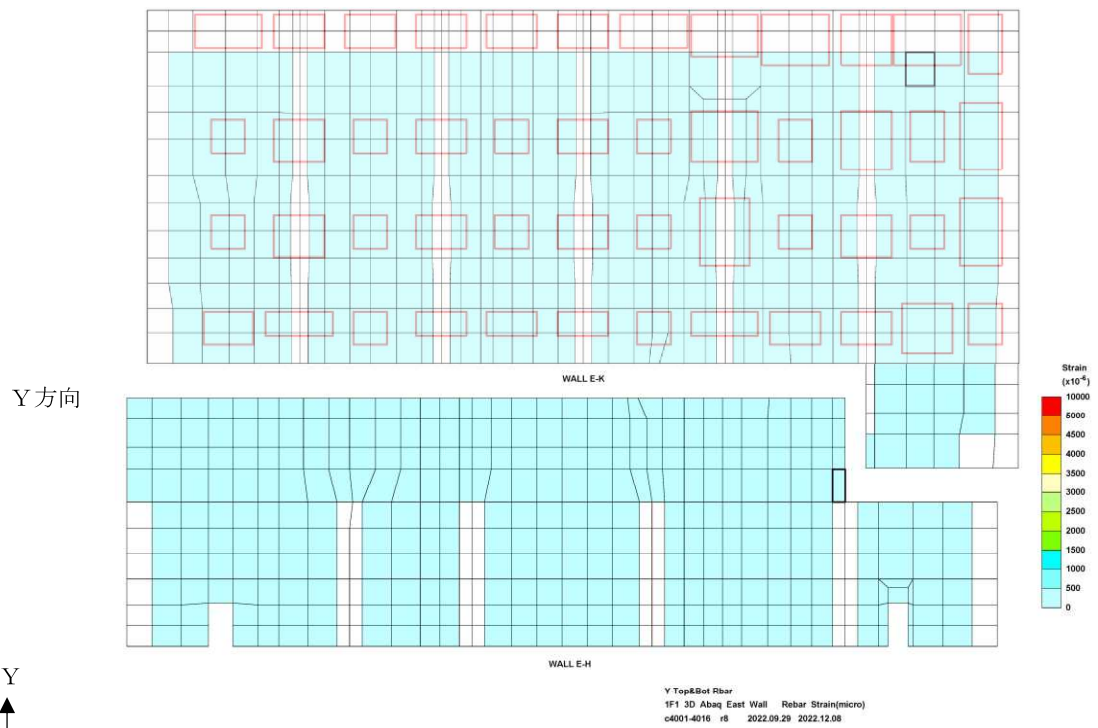 WALL E-K
Y方向
Strain
(x10⁻⁶)
10000
5000
4500
4000
3500
3000
2500
2000
1500
1000
500
0
WALL E-H
Y
Y Top&Bot Rbar
1F1 3D Abaq East Wall Rebar Strain(micro)
c4001-4016 r8 2022.09.29 2022.12.08